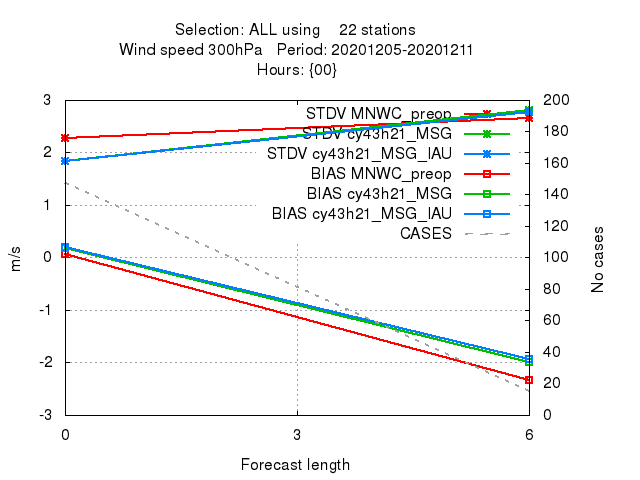 Selection: ALL using    22 stations
Wind speed 300hPa   Period: 20201205-20201211
Hours: {00}
3
2
1
0
-1
-2
-3
m/s
STDV MNWC_preop
STDV cy43h21_MSG
STDV cy43h21_MSG_IAU
BIAS MNWC_preop
BIAS cy43h21_MSG
BIAS cy43h21_MSG_IAU
CASES
200
180
160
140
120
100
80
60
40
20
0
No cases
0 3 6
Forecast length